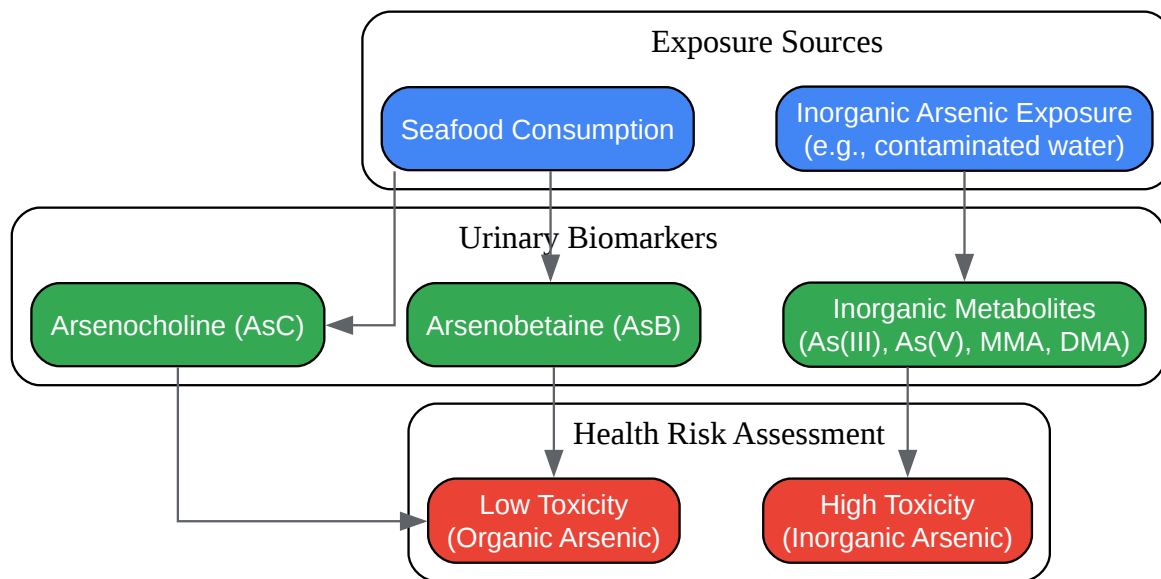 Exposure Sources
Seafood Consumption
Inorganic Arsenic Exposure
(e.g., contaminated water)
Urinary Biomarkers
Arsenocholine (AsC)
Arsenobetaine (AsB)
Inorganic Metabolites
(As(III), As(V), MMA, DMA)
Health Risk Assessment
Low Toxicity
(Organic Arsenic)
High Toxicity
(Inorganic Arsenic)